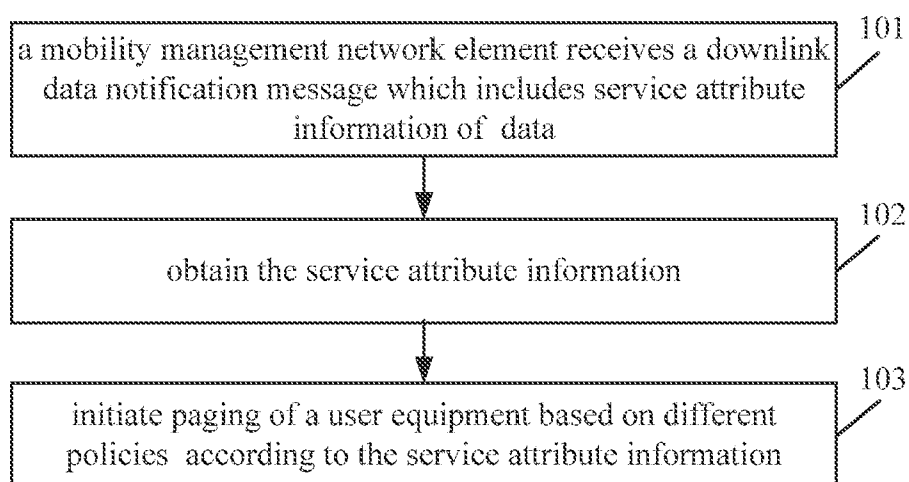 101
a mobility management network element receives a downlink
data notification message which includes service attribute
information of data
102
obtain the service attribute information
103
initiate paging of a user equipment based on different
policies according to the service attribute information